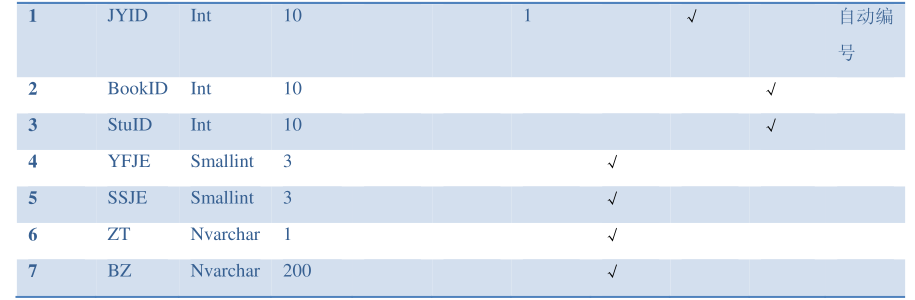 1 JYID Int 10 1 √ 自动编
号
2 BookID Int 10 √
3 StuID Int 10 √
4 YFJE Smallint 3 √
5 SSJE Smallint 3 √
6 ZT Nvarchar 1 √
7 BZ Nvarchar 200 √